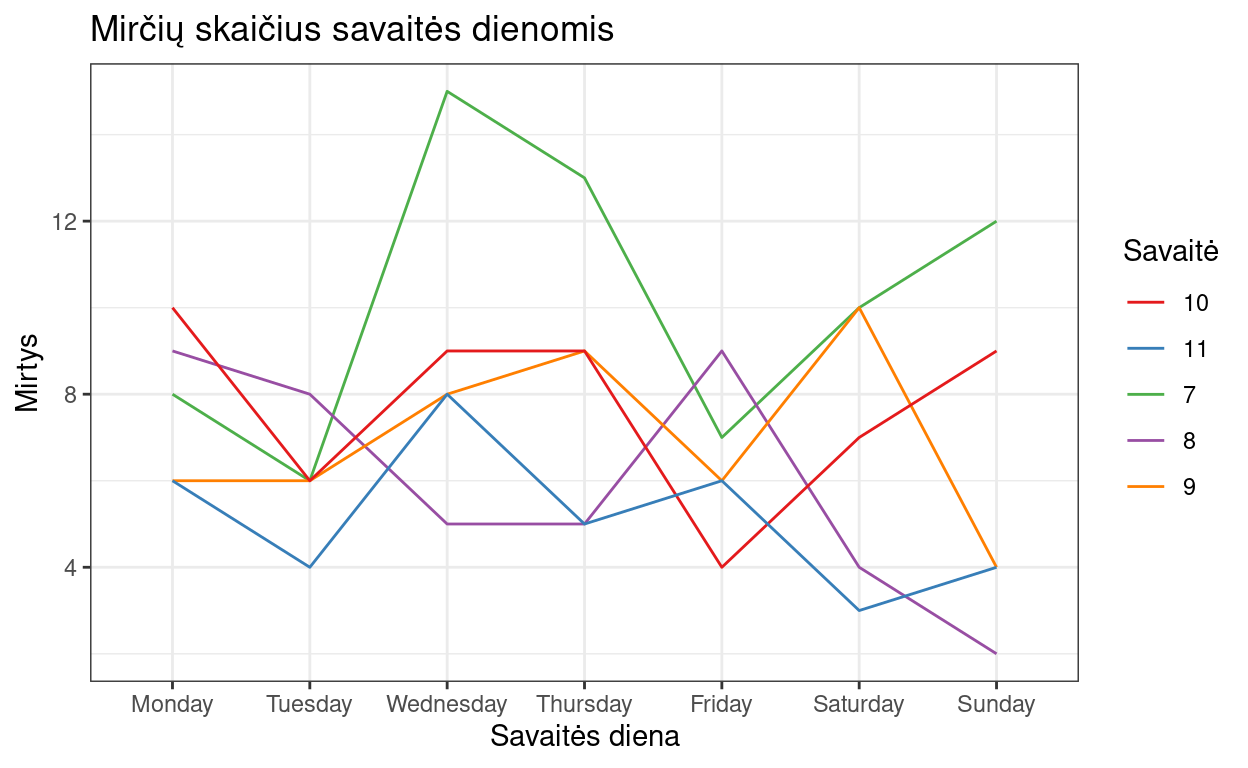 Mirčių skaičius savaitės dienomis
Mirtys
12
8
4
Monday Tuesday Wednesday Thursday Friday Saturday Sunday
Savaitės diena
Savaitė
10
11
7
8
9